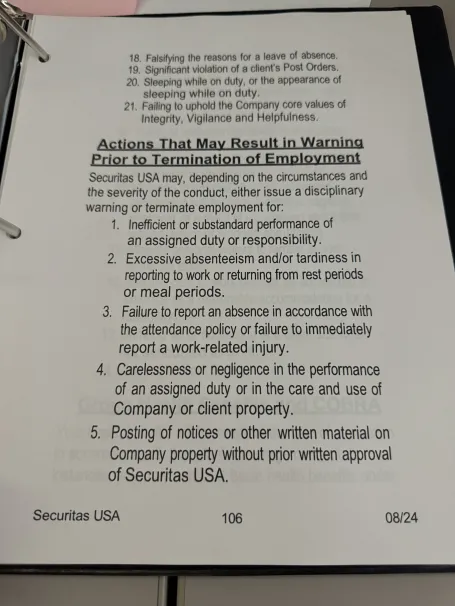 18. Falsifying the reasons for a leave of absence.
19. Significant violation of a client's Post Orders.
20. Sleeping while on duty, or the appearance of
sleeping while on duty.
21. Failing to uphold the Company core values of
Integrity, Vigilance and Helpfulness.
Actions That May Result in Warning
Prior to Termination of Employment
Securitas USA may, depending on the circumstances and
the severity of the conduct, either issue a disciplinary
warning or terminate employment for:
1. Inefficient or substandard performance of
an assigned duty or responsibility.
2. Excessive absenteeism and/or tardiness in
reporting to work or returning from rest periods
or meal periods.
3. Failure to report an absence in accordance with
the attendance policy or failure to immediately
report a work-related injury.
4. Carelessness or negligence in the performance
of an assigned duty or in the care and use of
Company or client property.
5. Posting of notices or other written material on
Company property without prior written approval
of Securitas USA.
Securitas USA 106 08/24